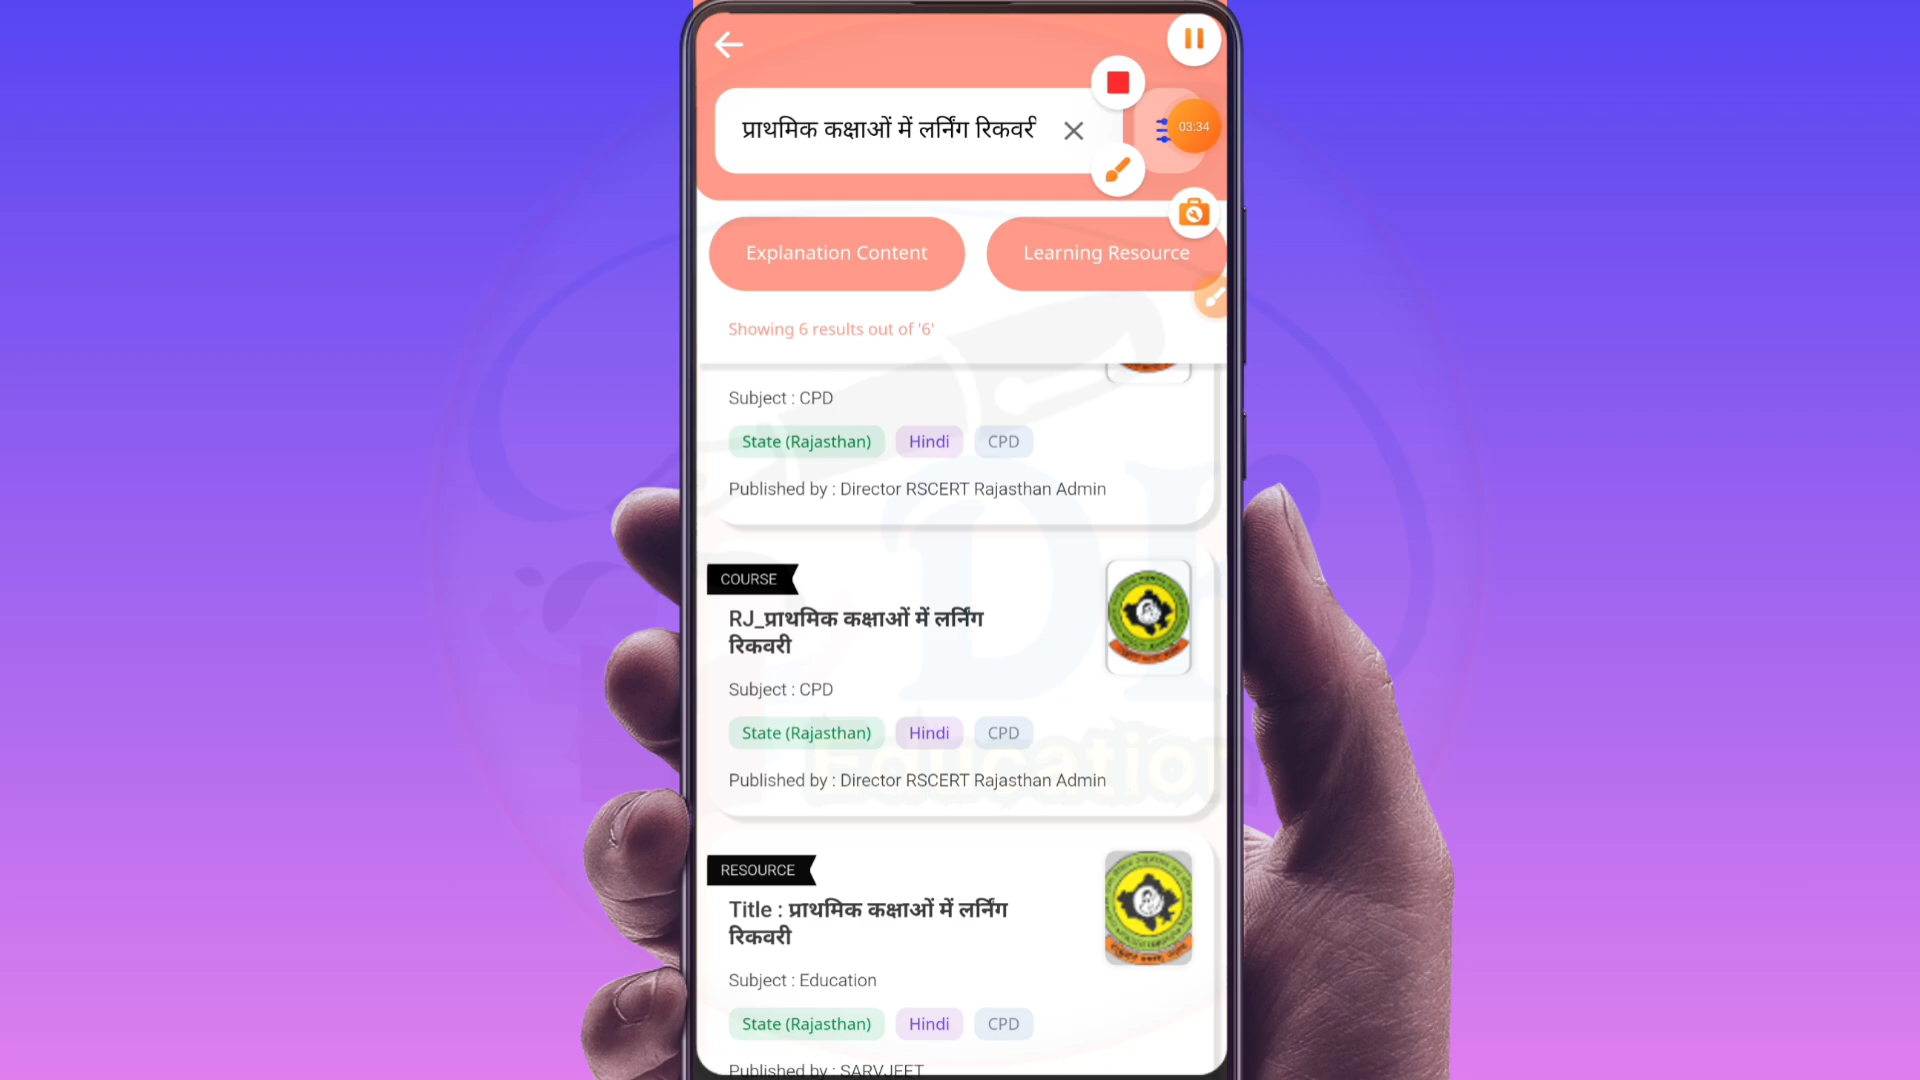 प्राथमिक कक्षाओं में लर्निंग रिकवरी
03:34
Explanation Content
Learning Resource
Showing 6 results out of '6'
Subject : CPD
State (Rajasthan) Hindi CPD
Published by : Director RSCERT Rajasthan Admin
COURSE
RJ_प्राथमिक कक्षाओं में लर्निंग
रिकवरी
Subject : CPD
State (Rajasthan) Hindi CPD
Published by : Director RSCERT Rajasthan Admin
Education
RESOURCE
Title : प्राथमिक कक्षाओं में लर्निंग
रिकवरी
Subject : Education
State (Rajasthan) Hindi CPD
Published by : SARVJEET